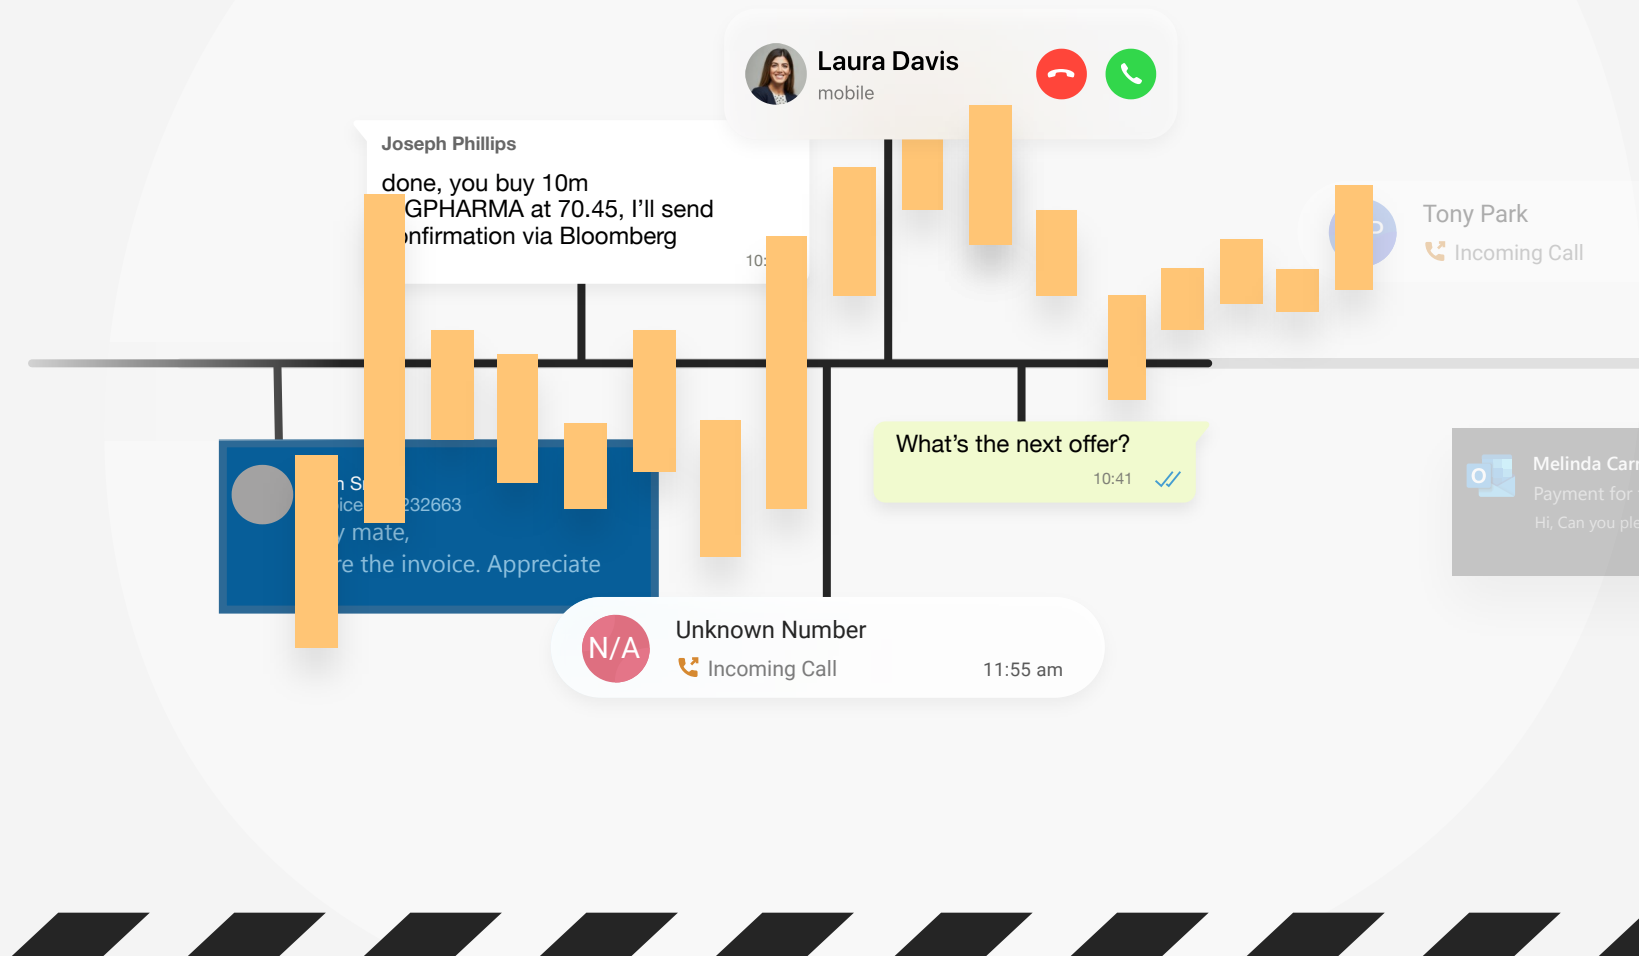 Laura Davis
mobile
Joseph Phillips
done, you buy 10m
GPHARMA at 70.45, I’ll send
onfirmation via Bloomberg
10:
Tony Park
Incoming Call
232663
mate,
the invoice. Appreciate
What’s the next offer?
10:41
Melinda Carr
Payment for
Hi, Can you ple
N/A
Unknown Number
Incoming Call
11:55 am